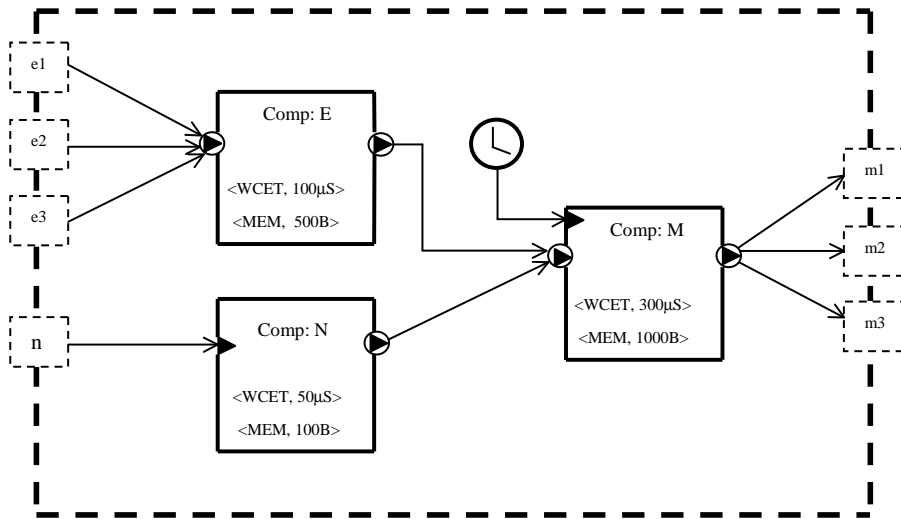 e1
e2
e3
n
Comp: E
<WCET, 100μS>
<MEM, 500B>
Comp: N
<WCET, 50μS>
<MEM, 100B>
Comp: M
<WCET, 300μS>
<MEM, 1000B>
m1
m2
m3